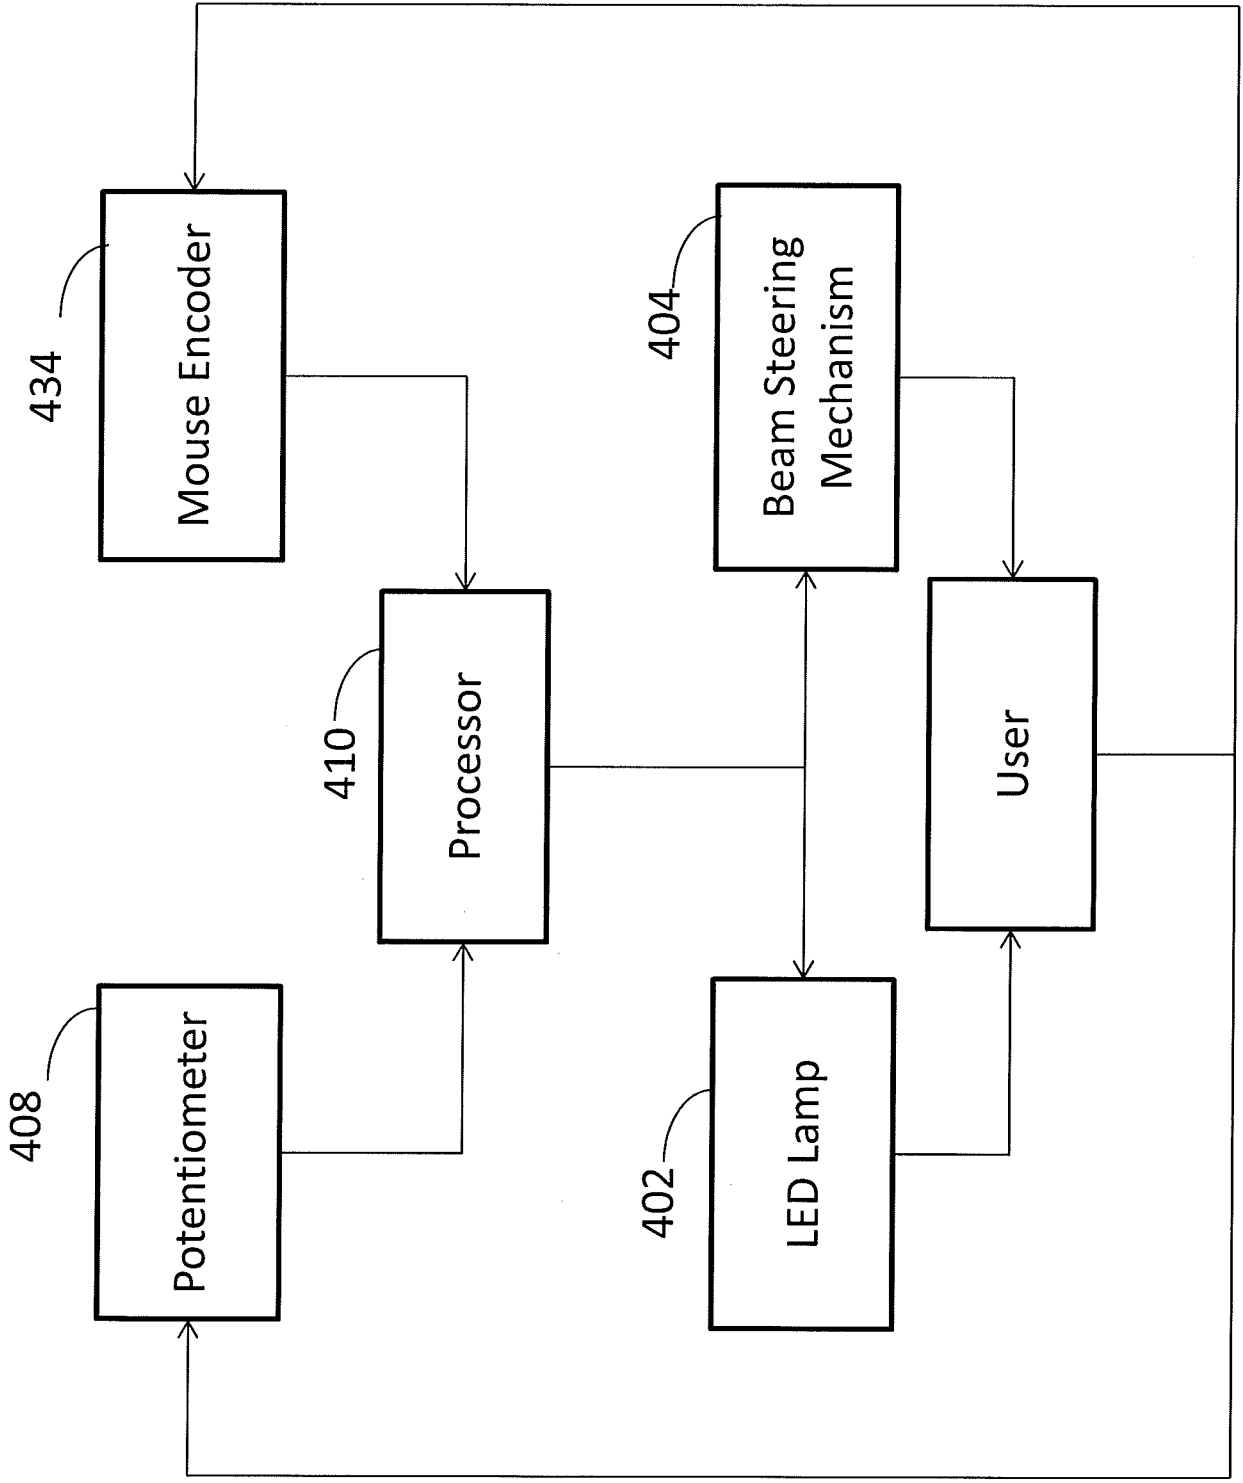 408
Potentiometer
434
Mouse Encoder
410
Processor
402
LED Lamp
404
Beam Steering
Mechanism
User